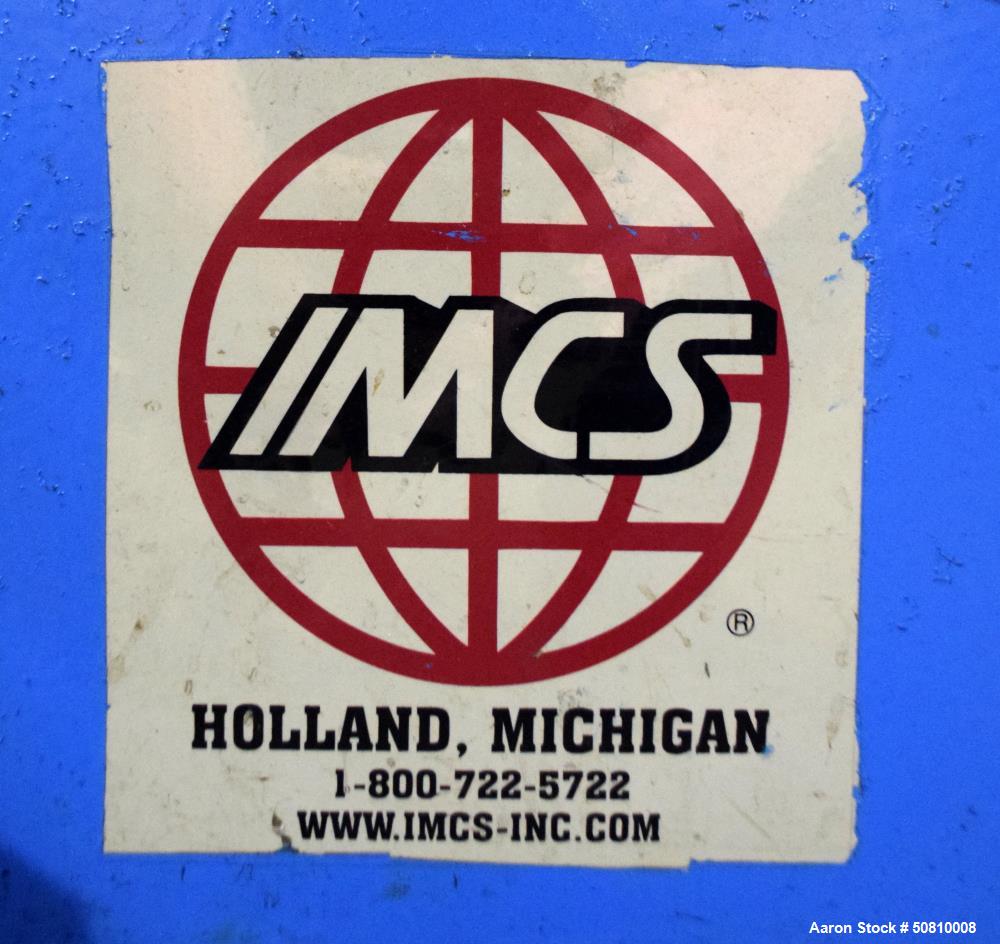 IMCS
®
HOLLAND, MICHIGAN
1-800-722-5722
WWW.IMCS-INC.COM
Aaron Stock # 50810008